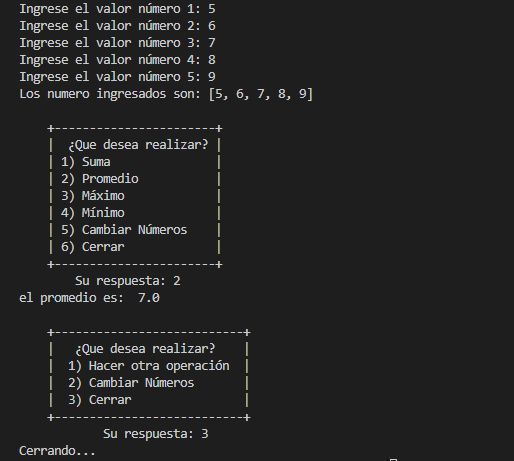 Ingrese el valor número 1: 5
Ingrese el valor número 2: 6
Ingrese el valor número 3: 7
Ingrese el valor número 4: 8
Ingrese el valor número 5: 9
Los numero ingresados son: [5, 6, 7, 8, 9]
+-----------------------+
|  ¿Que desea realizar? |
| 1) Suma               |
| 2) Promedio           |
| 3) Máximo             |
| 4) Mínimo             |
| 5) Cambiar Números    |
| 6) Cerrar             |
+-----------------------+
Su respuesta: 2
el promedio es:  7.0
+---------------------------+
|   ¿Que desea realizar?    |
|  1) Hacer otra operación  |
|  2) Cambiar Números       |
|  3) Cerrar                |
+---------------------------+
Su respuesta: 3
Cerrando...